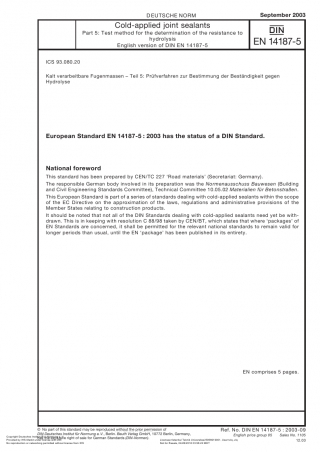 DEUTSCHE NORM
September 2003
Cold-applied joint sealants
Part 5: Test method for the determination of the resistance to
hydrolysis
English version of DIN EN 14187-5
DIN
EN 14187-5
ICS 93.080.20
Kalt verarbeitbare Fugenmassen – Teil 5: Prüfverfahren zur Bestimmung der Beständigkeit gegen
Hydrolyse
European Standard EN 14187-5 : 2003 has the status of a DIN Standard.
National foreword
This standard has been prepared by CEN/TC 227 'Road materials' (Secretariat: Germany).
The responsible German body involved in its preparation was the Normenausschuss Bauwesen (Building
and Civil Engineering Standards Committee), Technical Committee 10.05.02 Materialien für Betonstraßen.
This European Standard is part of a series of standards dealing with cold-applied sealants within the scope
of the EC Directive on the approximation of the laws, regulations and administrative provisions of the
Member States relating to construction products.
It should be noted that not all of the DIN Standards dealing with cold-applied sealants need yet be with-
drawn. This is in keeping with resolution C 88/98 taken by CEN/BT, which states that where 'packages' of
EN Standards are concerned, it shall be permitted for the relevant national standards to remain valid for
longer periods than usual, until the EN 'package' has been published in its entirety.
EN comprises 5 pages.
© No part of this standard may be reproduced without the prior permission of
DIN Deutsches Institut für Normung e.V., Berlin. Beuth Verlag GmbH, 10772 Berlin, Germany,
right of sale for German Standards (DIN-Normen).
Ref. No. DIN EN 14187-5 : 2003-09
English price group 00 Sales No. 1100
12.03